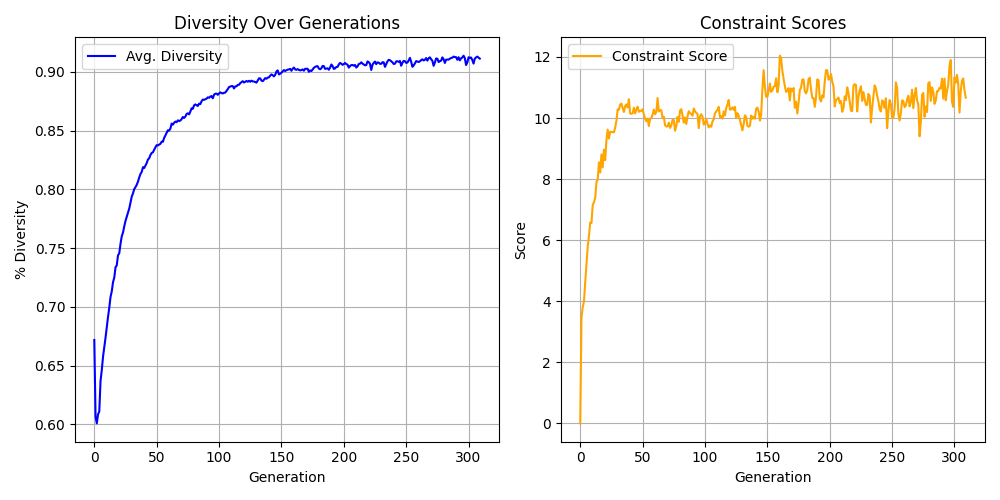 Diversity Over Generations
Avg. Diversity
% Diversity
0.90
0.85
0.80
0.75
0.70
0.65
0.60
0 50 100 150 200 250 300
Generation
Constraint Scores
Constraint Score
Score
12
10
8
6
4
2
0
0 50 100 150 200 250 300
Generation